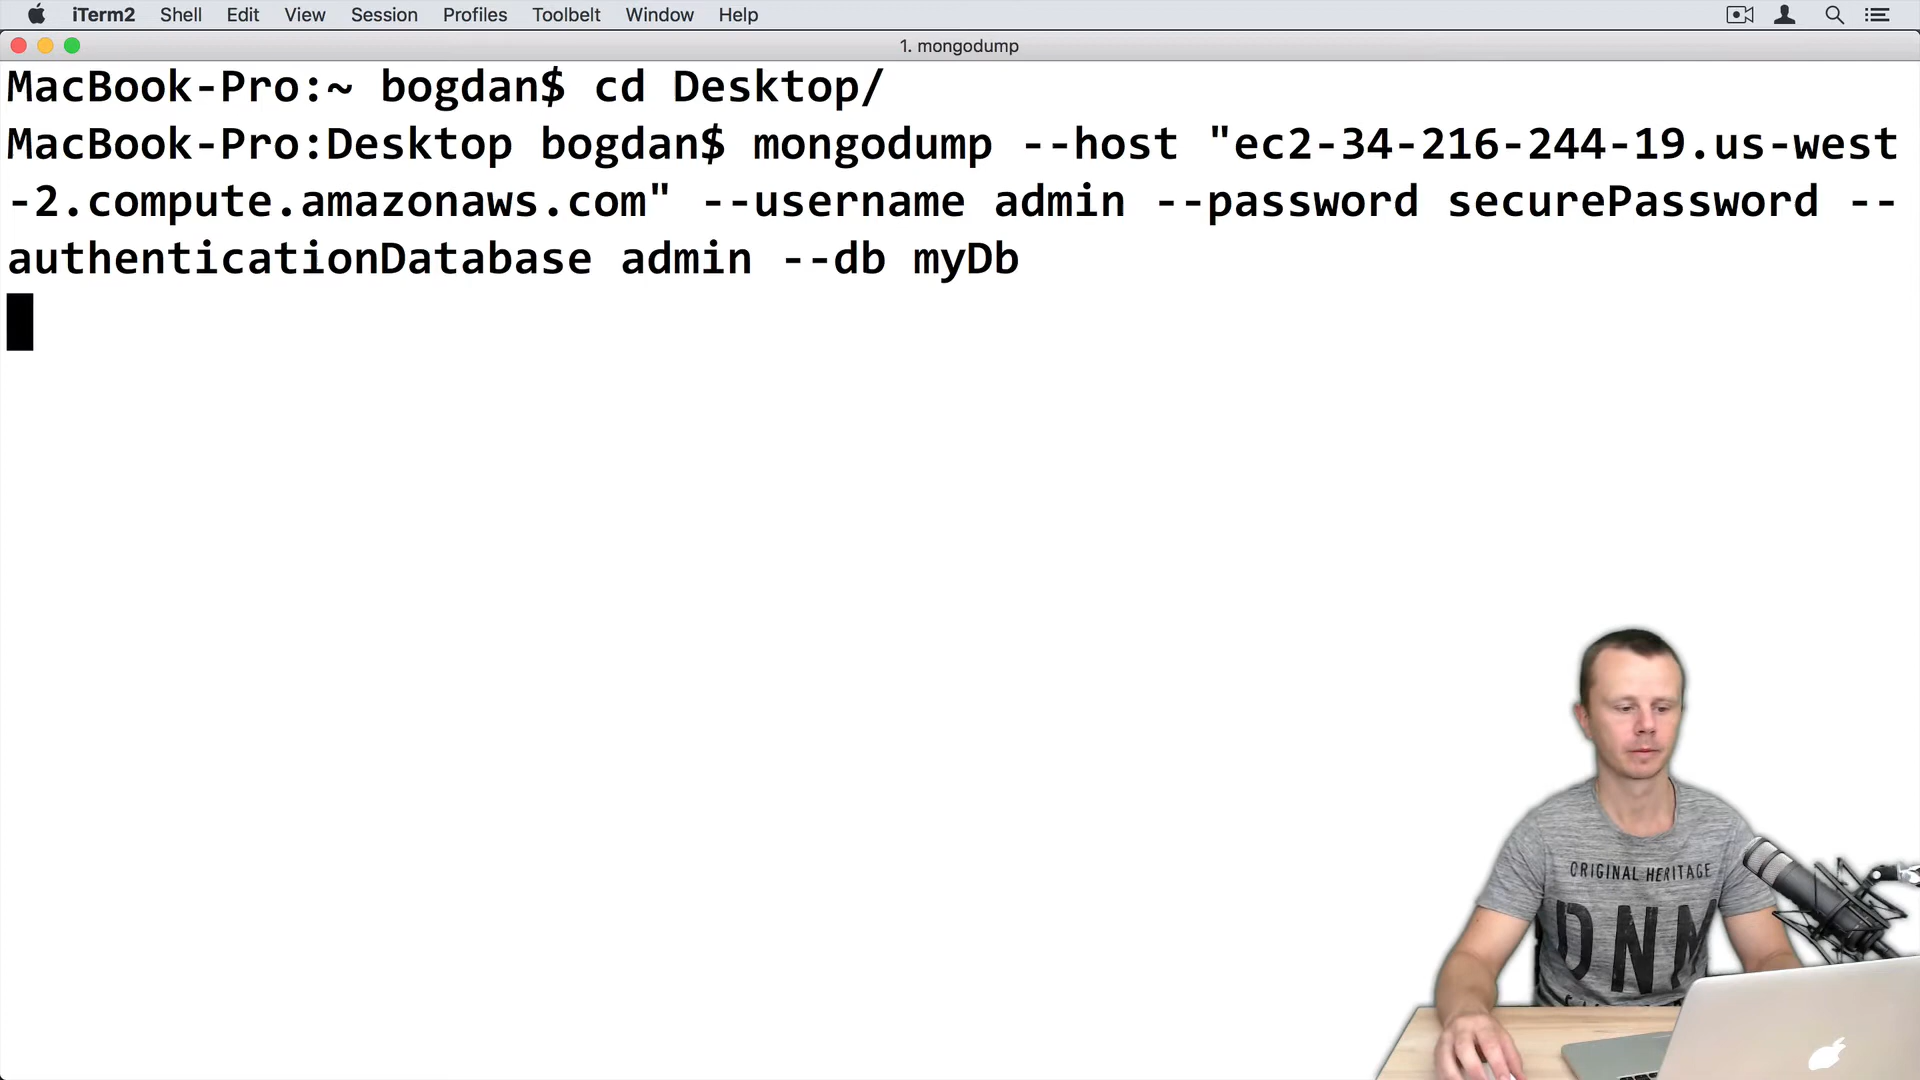 iTerm2 Shell Edit View Session Profiles Toolbelt Window Help
1. mongodump
MacBook-Pro:~ bogdan$ cd Desktop/
MacBook-Pro:Desktop bogdan$ mongodump --host "ec2-34-216-244-19.us-west
-2.compute.amazonaws.com" --username admin --password securePassword --
authenticationDatabase admin --db myDb
ORIGINAL HERITAGE
DNM